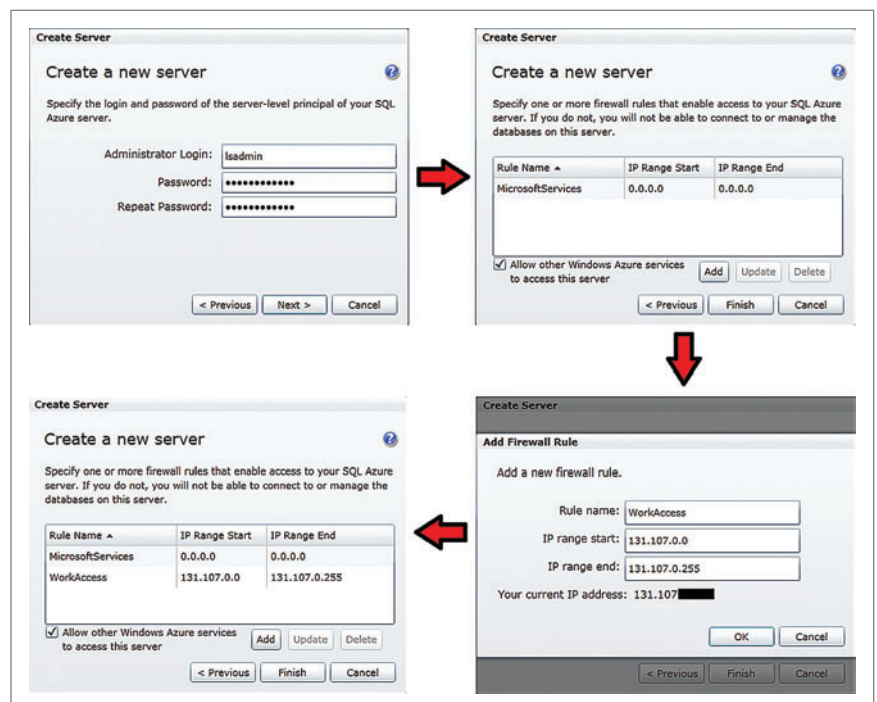 Create Server
Create a new server
Specify the login and password of the server-level principal of your SQL
Azure server.
Administrator Login: lsadmin
Password: ••••••••••••
Repeat Password: ••••••••••••
< Previous Next > Cancel
Create Server
Create a new server
Specify one or more firewall rules that enable access to your SQL Azure
server. If you do not, you will not be able to connect to or manage the
databases on this server.
Rule Name IP Range Start IP Range End
MicrosoftServices 0.0.0.0 0.0.0.0
Allow other Windows Azure services
to access this server
Add Update Delete
< Previous Finish Cancel
Create Server
Add Firewall Rule
Add a new firewall rule.
Rule name: WorkAccess
IP range start: 131.107.0.0
IP range end: 131.107.0.255
Your current IP address: 131.107
OK Cancel
< Previous Finish Cancel
Create Server
Create a new server
Specify one or more firewall rules that enable access to your SQL Azure
server. If you do not, you will not be able to connect to or manage the
databases on this server.
Rule Name IP Range Start IP Range End
MicrosoftServices 0.0.0.0 0.0.0.0
WorkAccess 131.107.0.0 131.107.0.255
Allow other Windows Azure services
to access this server
Add Update Delete
< Previous Finish Cancel